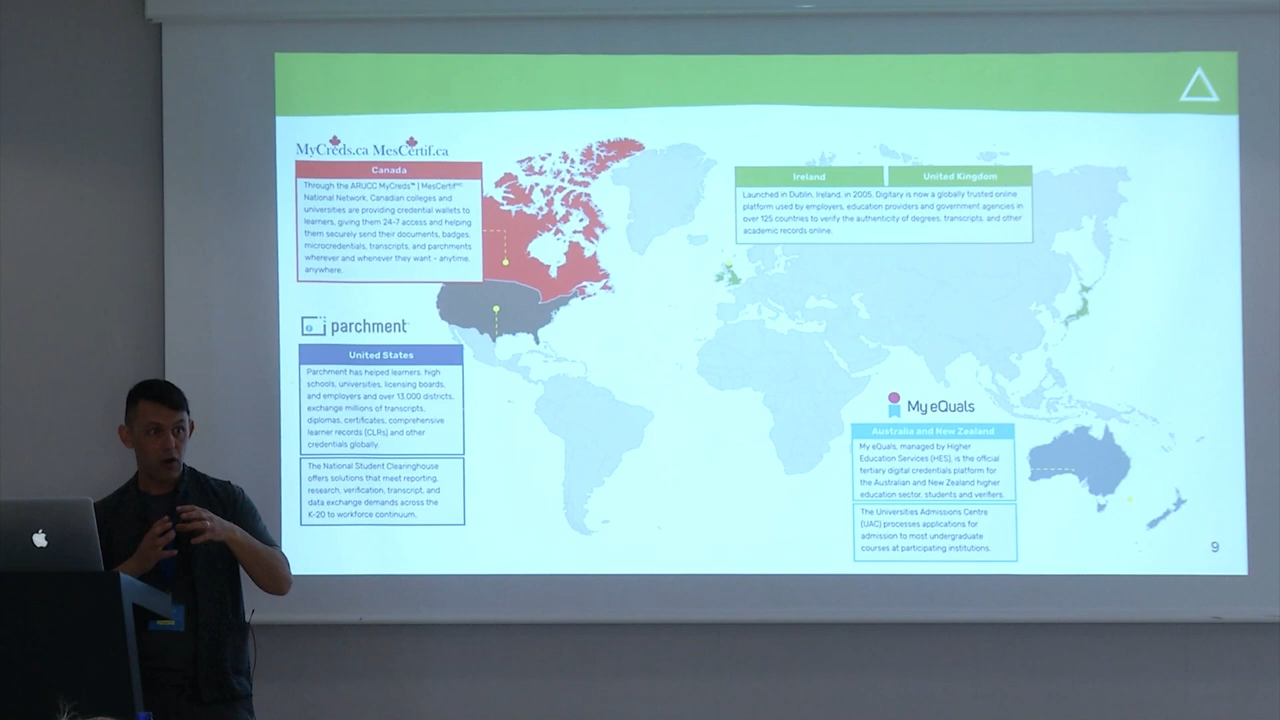 MyCreds.ca MesCertif.ca
Canada
Through the ARUCC MyCreds™ | MesCertif
National Network, Canadian colleges and
universities are providing credential wallets to
learners, giving them 24-7 access and helping
them securely send their documents, badges,
microcredentials, transcripts, and parchments
wherever and whenever they want - anytime,
anywhere.
parchment
United States
Parchment has helped learners, high
schools, universities, licensing boards,
and employers and over 13,000 districts,
exchange millions of transcripts,
diplomas, certificates, comprehensive
learner records (CLRs) and other
credentials globally.
The National Student Clearinghouse
offers solutions that meet reporting,
research, verification, transcript, and
data exchange demands across the
K-20 to workforce continuum.
Ireland
United Kingdom
Launched in Dublin, Ireland, in 2005, Digitary is now a globally trusted online
platform used by employers, education providers and government agencies in
over 125 countries to verify the authenticity of degrees, transcripts, and other
academic records online.
My eQuals
Australia and New Zealand
My eQuals, managed by Higher
Education Services (HES), is the official
tertiary digital credentials platform for
the Australian and New Zealand higher
education sector, students and verifiers.
The Universities Admissions Centre
(UAC) processes applications for
admission to most undergraduate
courses at participating institutions.
9